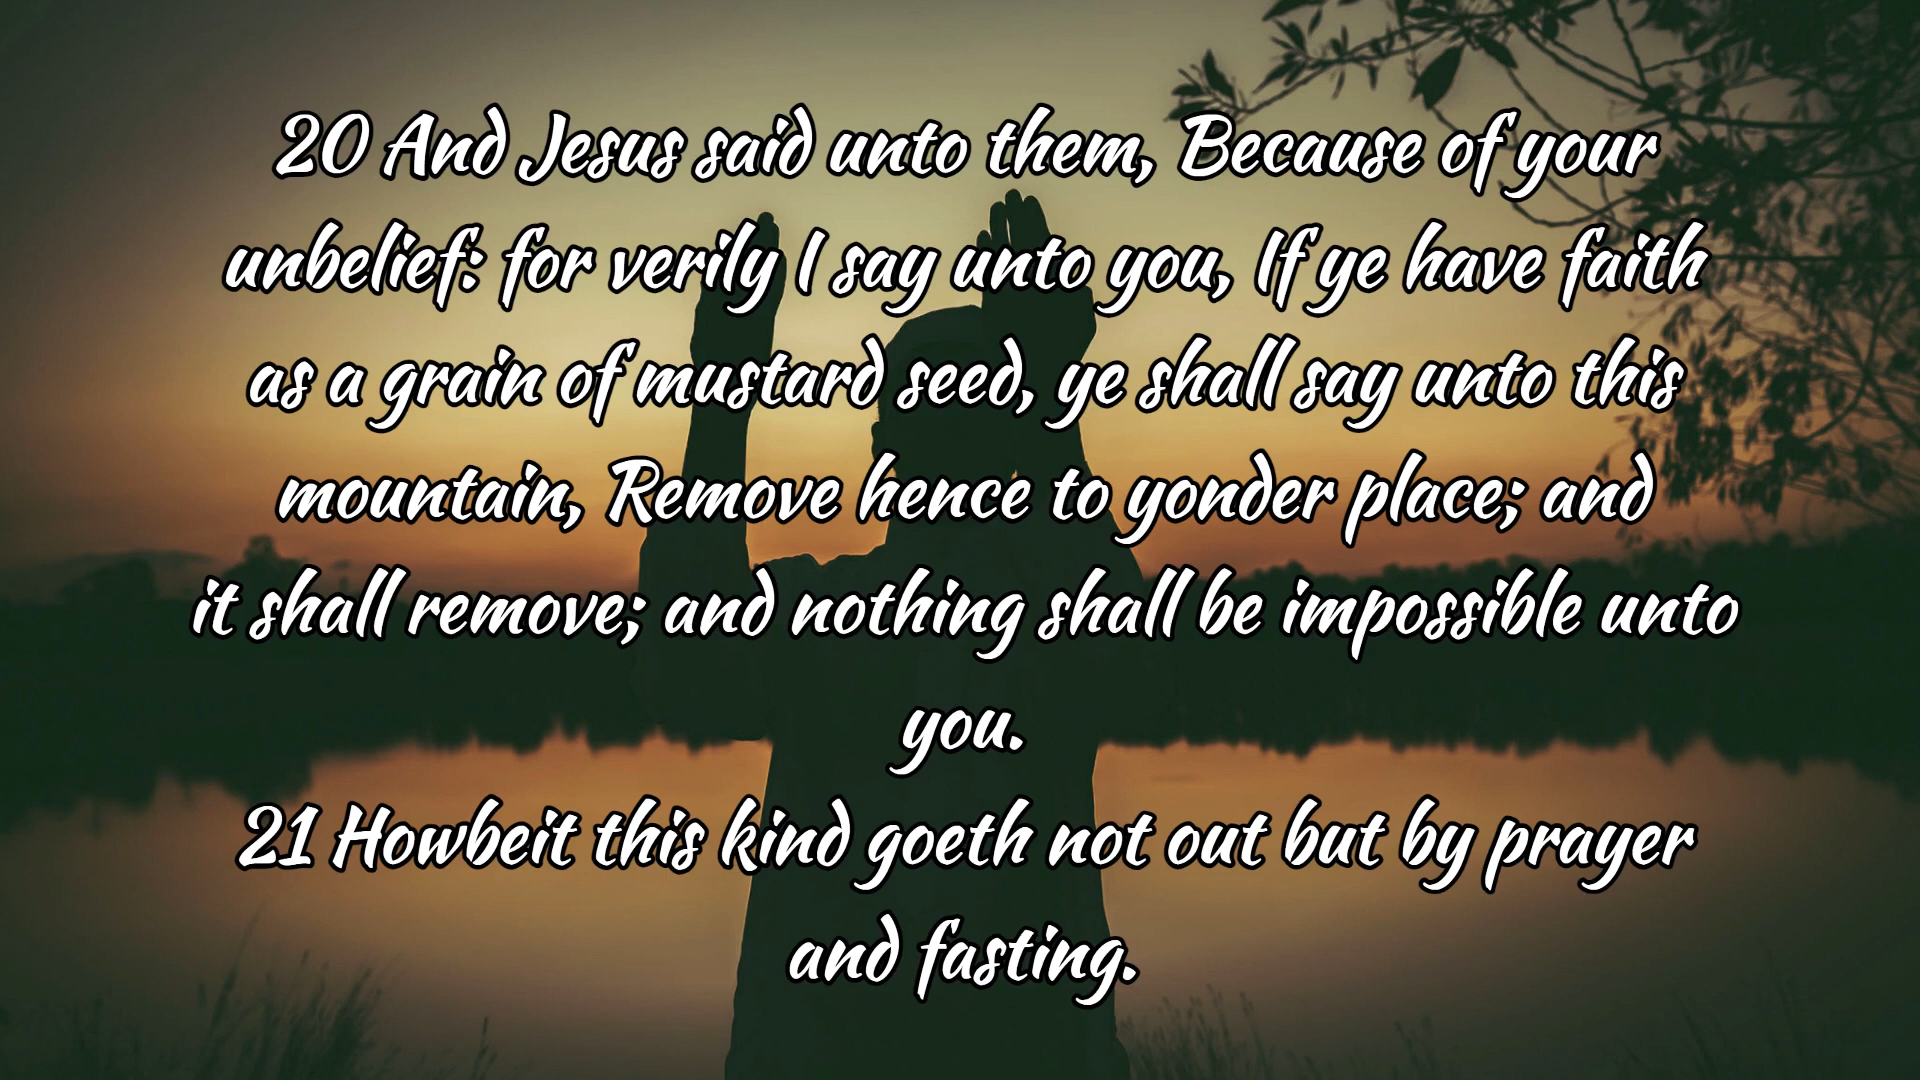 20 And Jesus said unto them, Because of your
unbelief: for verily I say unto you, If ye have faith
as a grain of mustard seed, ye shall say unto this
mountain, Remove hence to yonder place; and
it shall remove; and nothing shall be impossible unto
you.
21 Howbeit this kind goeth not out but by prayer
and fasting.